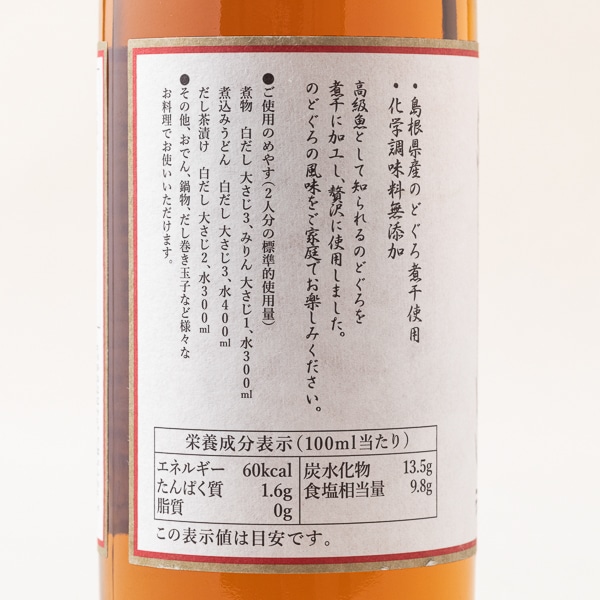 ・島根県産のどぐろ煮干使用
・化学調味料無添加
高級魚として知られるのどぐろを
煮干に加工し、贅沢に使用しました。
のどぐろの風味をご家庭でお楽しみください。
●ご使用のめやす(2人分の標準的使用量)
煮物 白だし 大さじ3、みりん 大さじ1、水300ml
煮込みうどん 白だし 大さじ3、水400ml
だし茶漬け 白だし 大さじ2、水300ml
●その他、おでん、鍋物、だし巻き玉子など様々な
お料理でお使いいただけます。
栄養成分表示(100ml当たり)
エネルギー 60kcal
たんぱく質 1.6g
脂質 0g
炭水化物 13.5g
食塩相当量 9.8g
この表示値は目安です。